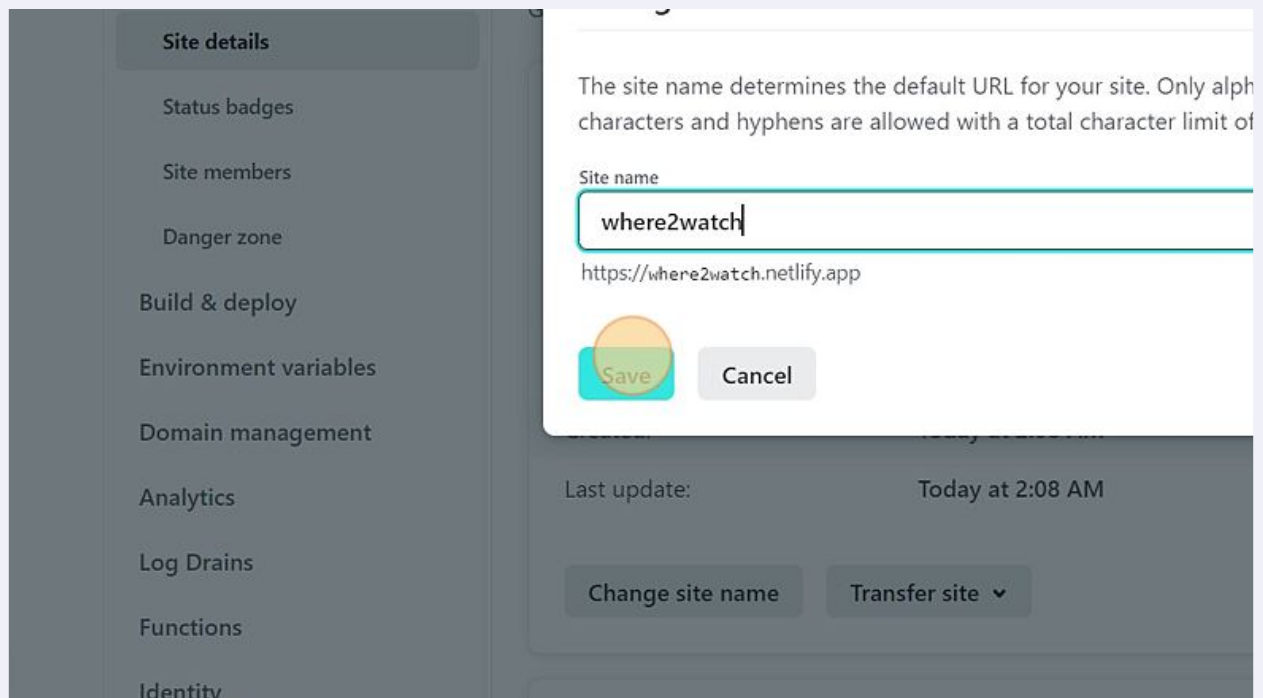 Site details
Status badges
Site members
Danger zone
Build & deploy
Environment variables
Domain management
Analytics
Log Drains
Functions
Identity
The site name determines the default URL for your site. Only alph
characters and hyphens are allowed with a total character limit of
Site name
where2watch
https://where2watch.netlify.app
Save
Cancel
Last update:
Today at 2:08 AM
Change site name
Transfer site